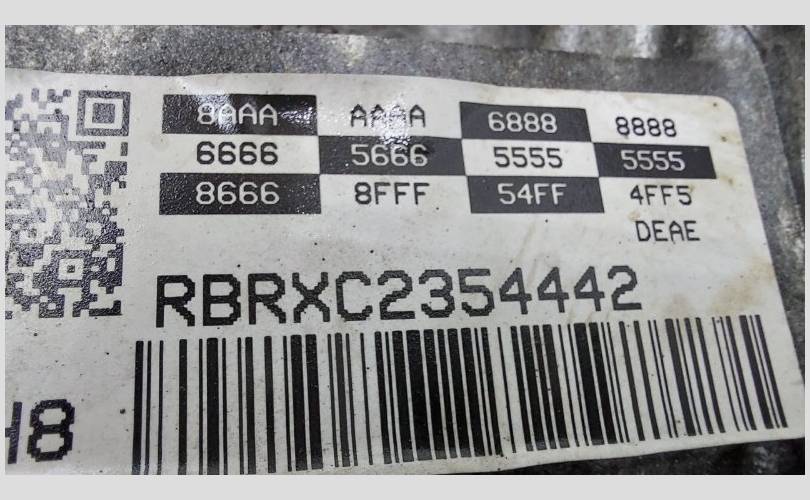 8AAA AAAA 6888 8888
6666 5666 5555 5555
8666 8FFF 54FF 4FF5
DEAE
RBRXC2354442
H8